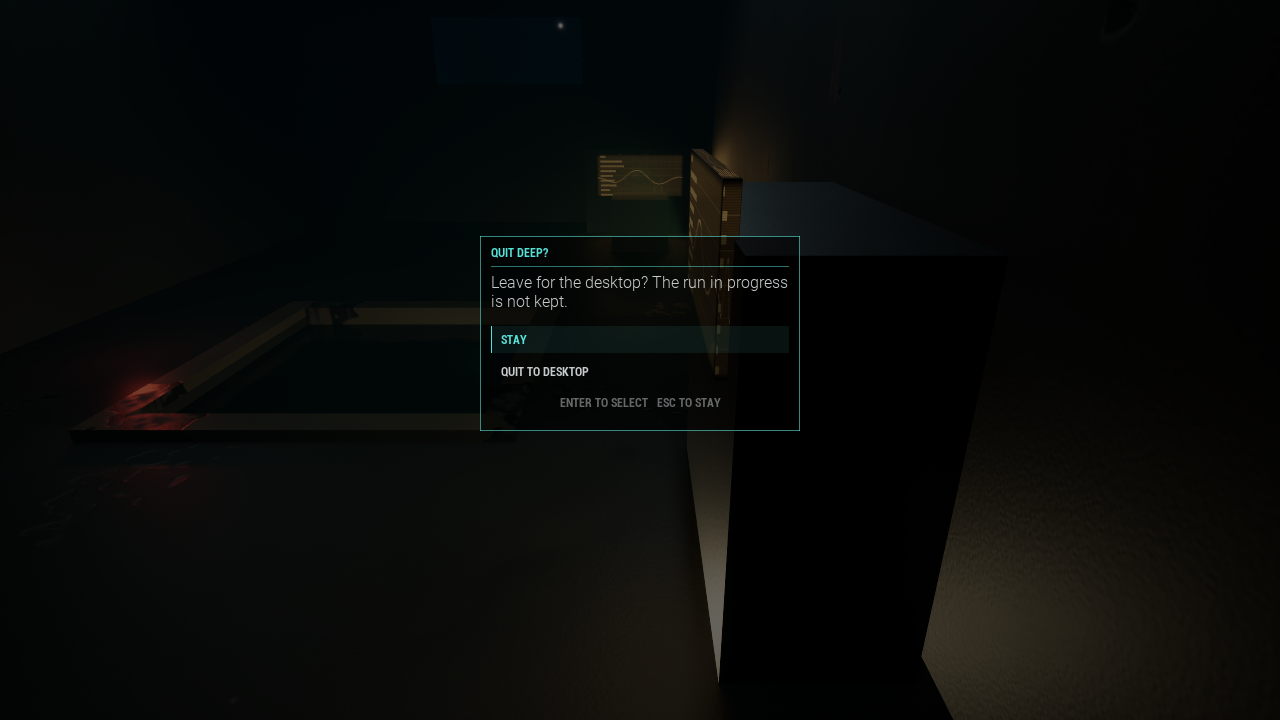 QUIT DEEP?
Leave for the desktop? The run in progress
is not kept.
STAY
QUIT TO DESKTOP
ENTER TO SELECT ESC TO STAY